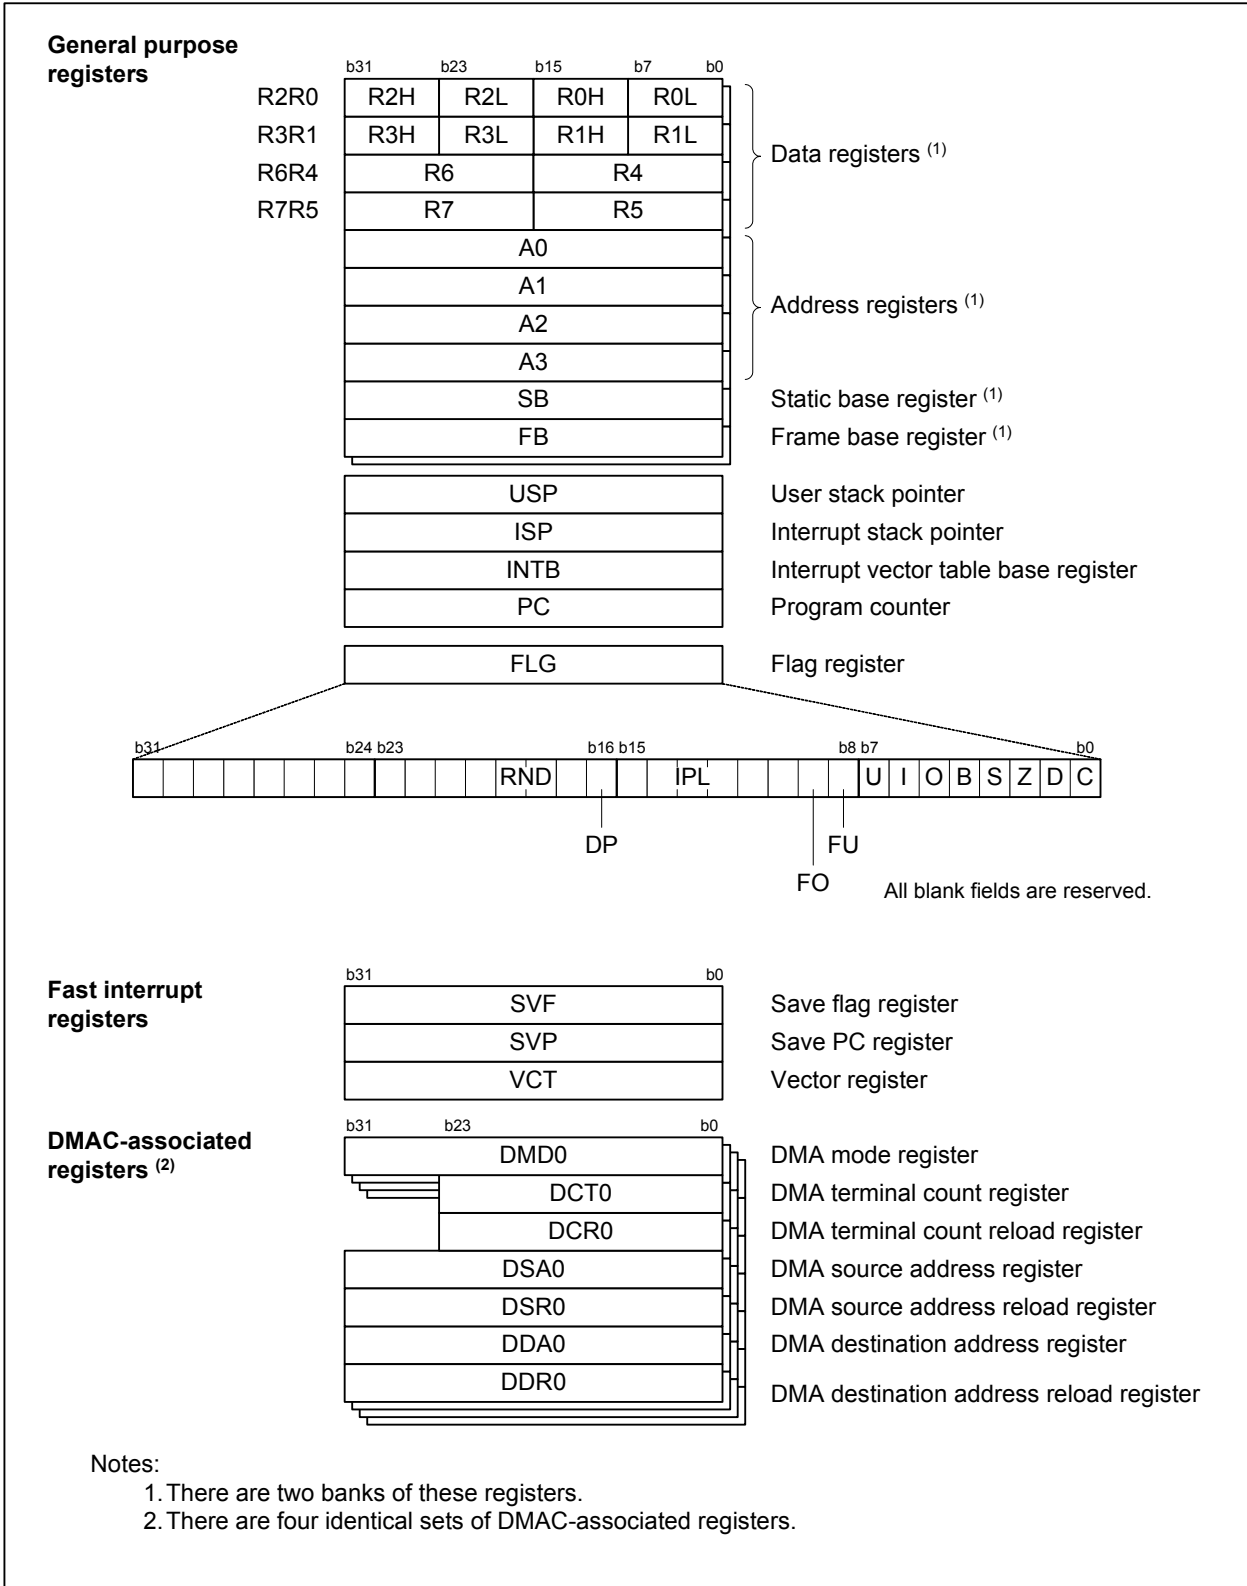 General purpose
registers
b31 b23 b15 b7 b0
R2R0 R2H R2L R0H R0L
R3R1 R3H R3L R1H R1L
Data registers (1)
R6R4 R6 R4
R7R5 R7 R5
A0
A1
Address registers (1)
A2
A3
SB Static base register (1)
FB Frame base register (1)
USP User stack pointer
ISP Interrupt stack pointer
INTB Interrupt vector table base register
PC Program counter
FLG Flag register
b31 b24 b23 b16 b15 b8 b7 b0
RND IPL U I O B S Z D C
DP FU
FO
All blank fields are reserved.
Fast interrupt
registers
b31 b0
SVF Save flag register
SVP Save PC register
VCT Vector register
DMAC-associated
registers (2)
b31 b23 b0
DMD0 DMA mode register
DCT0 DMA terminal count register
DCR0 DMA terminal count reload register
DSA0 DMA source address register
DSR0 DMA source address reload register
DDA0 DMA destination address register
DDR0 DMA destination address reload register
Notes:
1. There are two banks of these registers.
2. There are four identical sets of DMAC-associated registers.